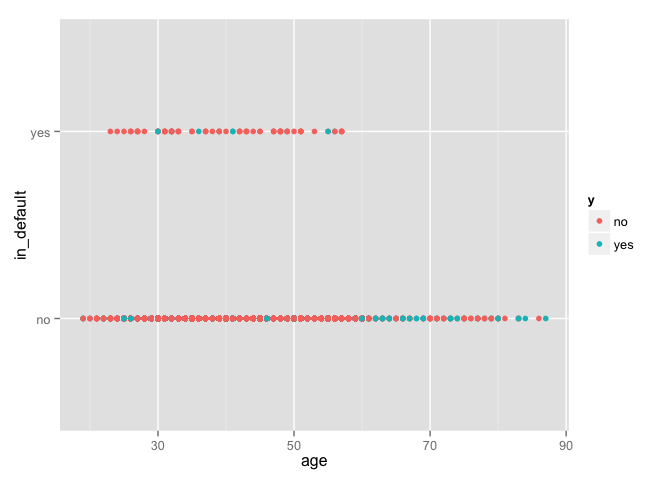 yes
no
in_default
30
50
70
90
age
y
no
yes